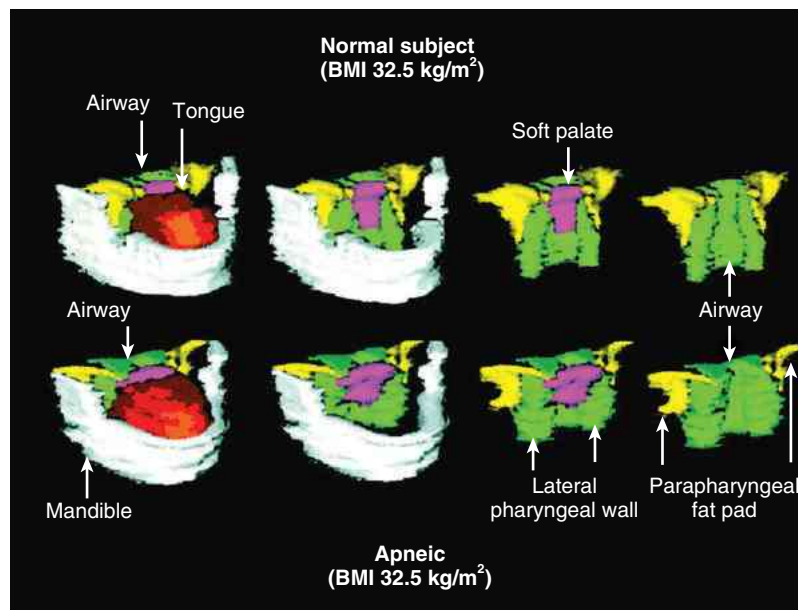 Normal subject
(BMI 32.5 kg/m²)
Airway
Tongue
Soft palate
Airway
Airway
Mandible
Lateral
pharyngeal wall
Parapharyngeal
fat pad
Apneic
(BMI 32.5 kg/m²)